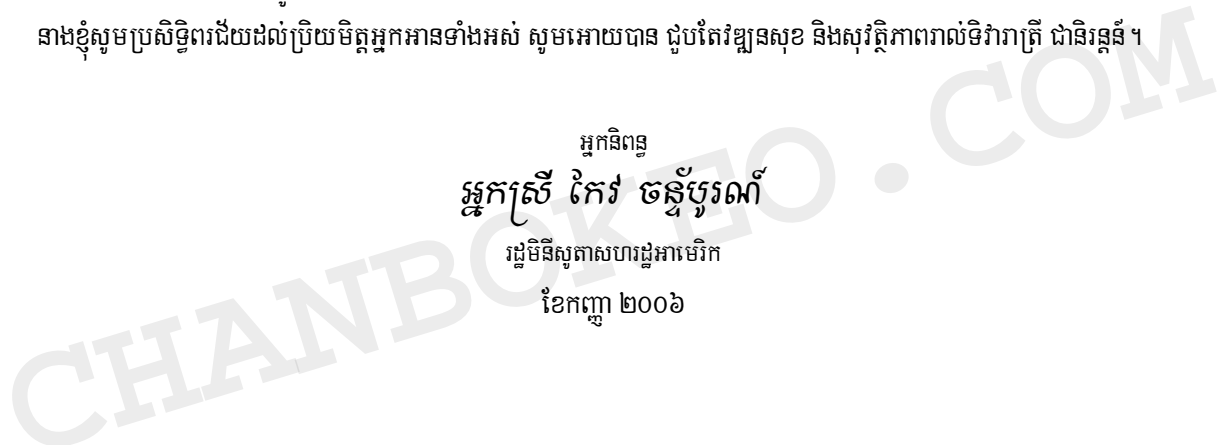 នាងខ្ញុំសូមប្រសិទ្ធិពរជ័យដល់ប្រិយមិត្តអ្នកអានទាំងអស់ សូមអោយបាន ជួបតែវឌ្ឍនសុខ និងសុវត្ថិភាពរាល់ទិវារាត្រី ជានិរន្តន៍។
អ្នកនិពន្ធ
អ្នកស្រី កែវ ចន្ទ័បូរណ៍
រដ្ឋមិនីសូតាសហរដ្ឋអាមេរិក
ខែកញ្ញា ២០០៦
CHANBOKEO.COM